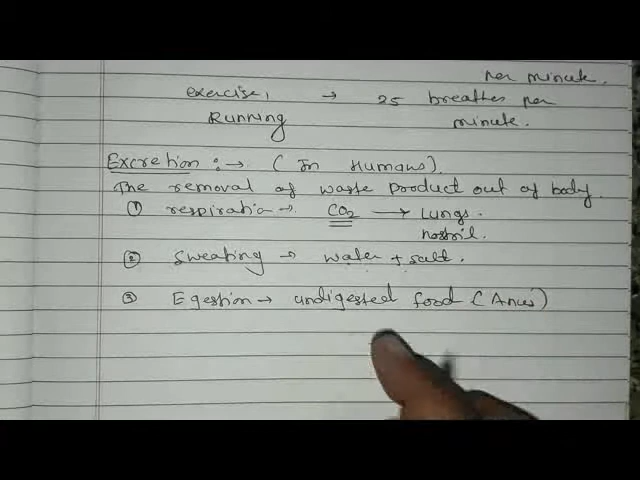 per minute.
exercise, → 25 breathes per
Running minute.
Excretion :→ (In Humans).
The removal of waste product out of body.
① respiration → CO2 → Lungs.
nostril.
② Sweating → water + salt.
③ Egestion → undigested food (Anus)